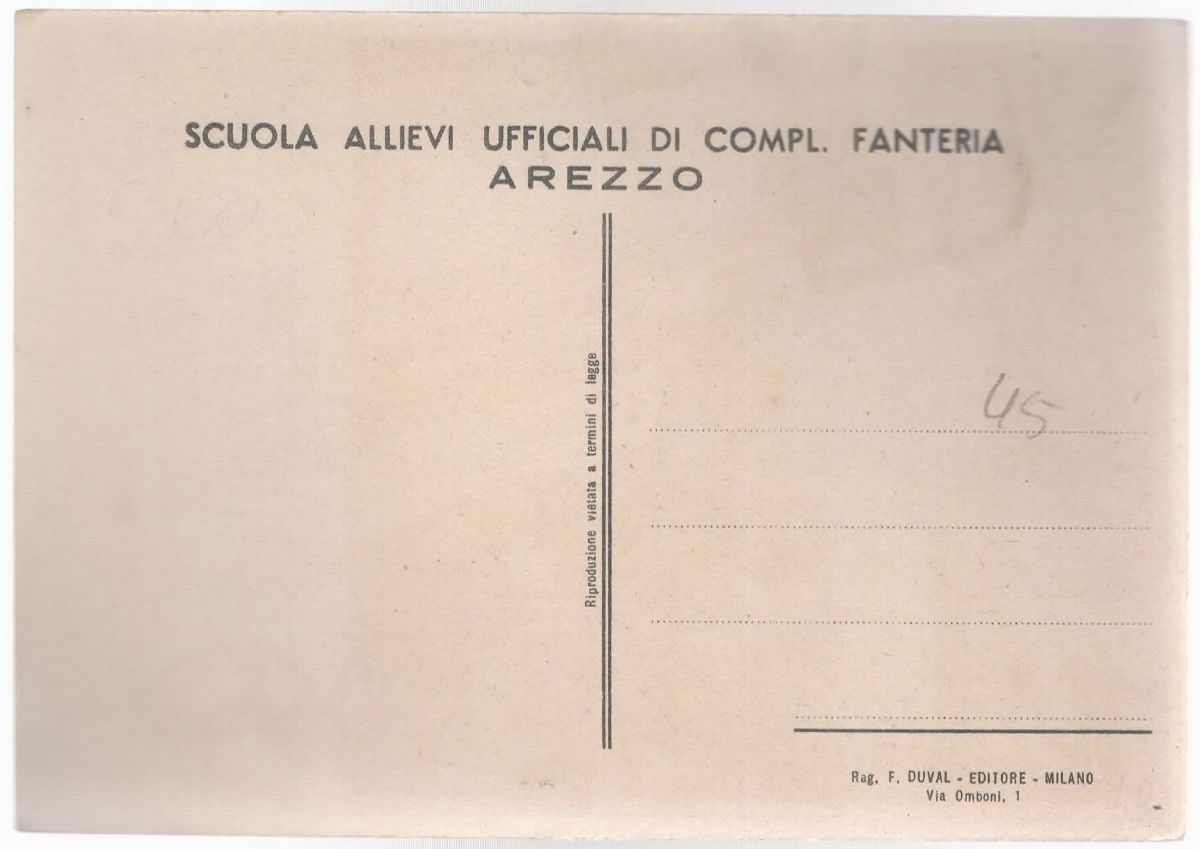 SCUOLA ALLIEVI UFFICIALI DI COMPL. FANTERIA
AREZZO
Riproduzione vietata a termini di legge
45
Rag. F. DUVAL - EDITORE - MILANO
Via Omboni, 1